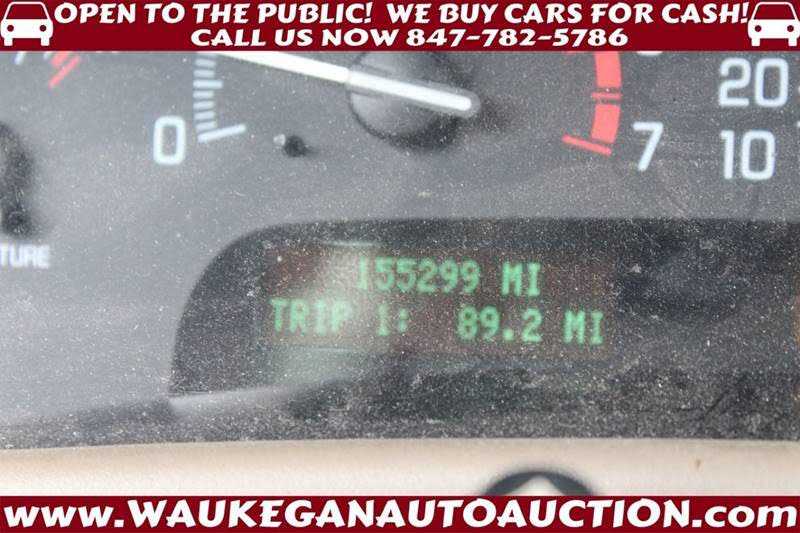 OPEN TO THE PUBLIC! WE BUY CARS FOR CASH!
CALL US NOW 847-782-5786
0
7
20
10
TURE
155299 MI
TRIP 1: 89.2 MI
www.WAUKEGANAUTOAUCTION.com